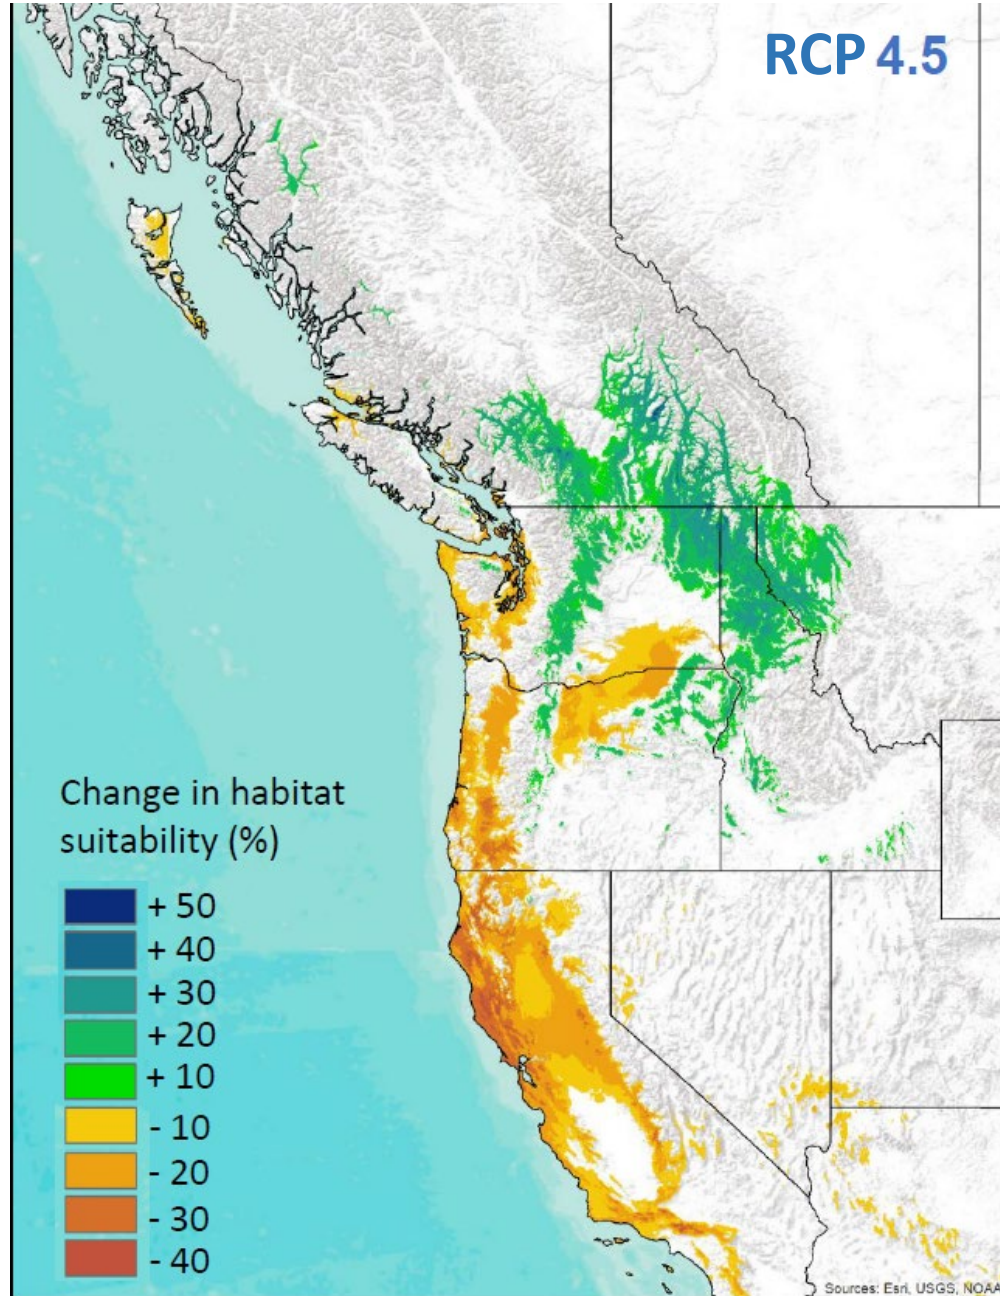 RCP 4.5
Change in habitat
suitability (%)
+ 50
+ 40
+ 30
+ 20
+ 10
- 10
- 20
- 30
- 40
Sources: Esri, USGS, NOAA